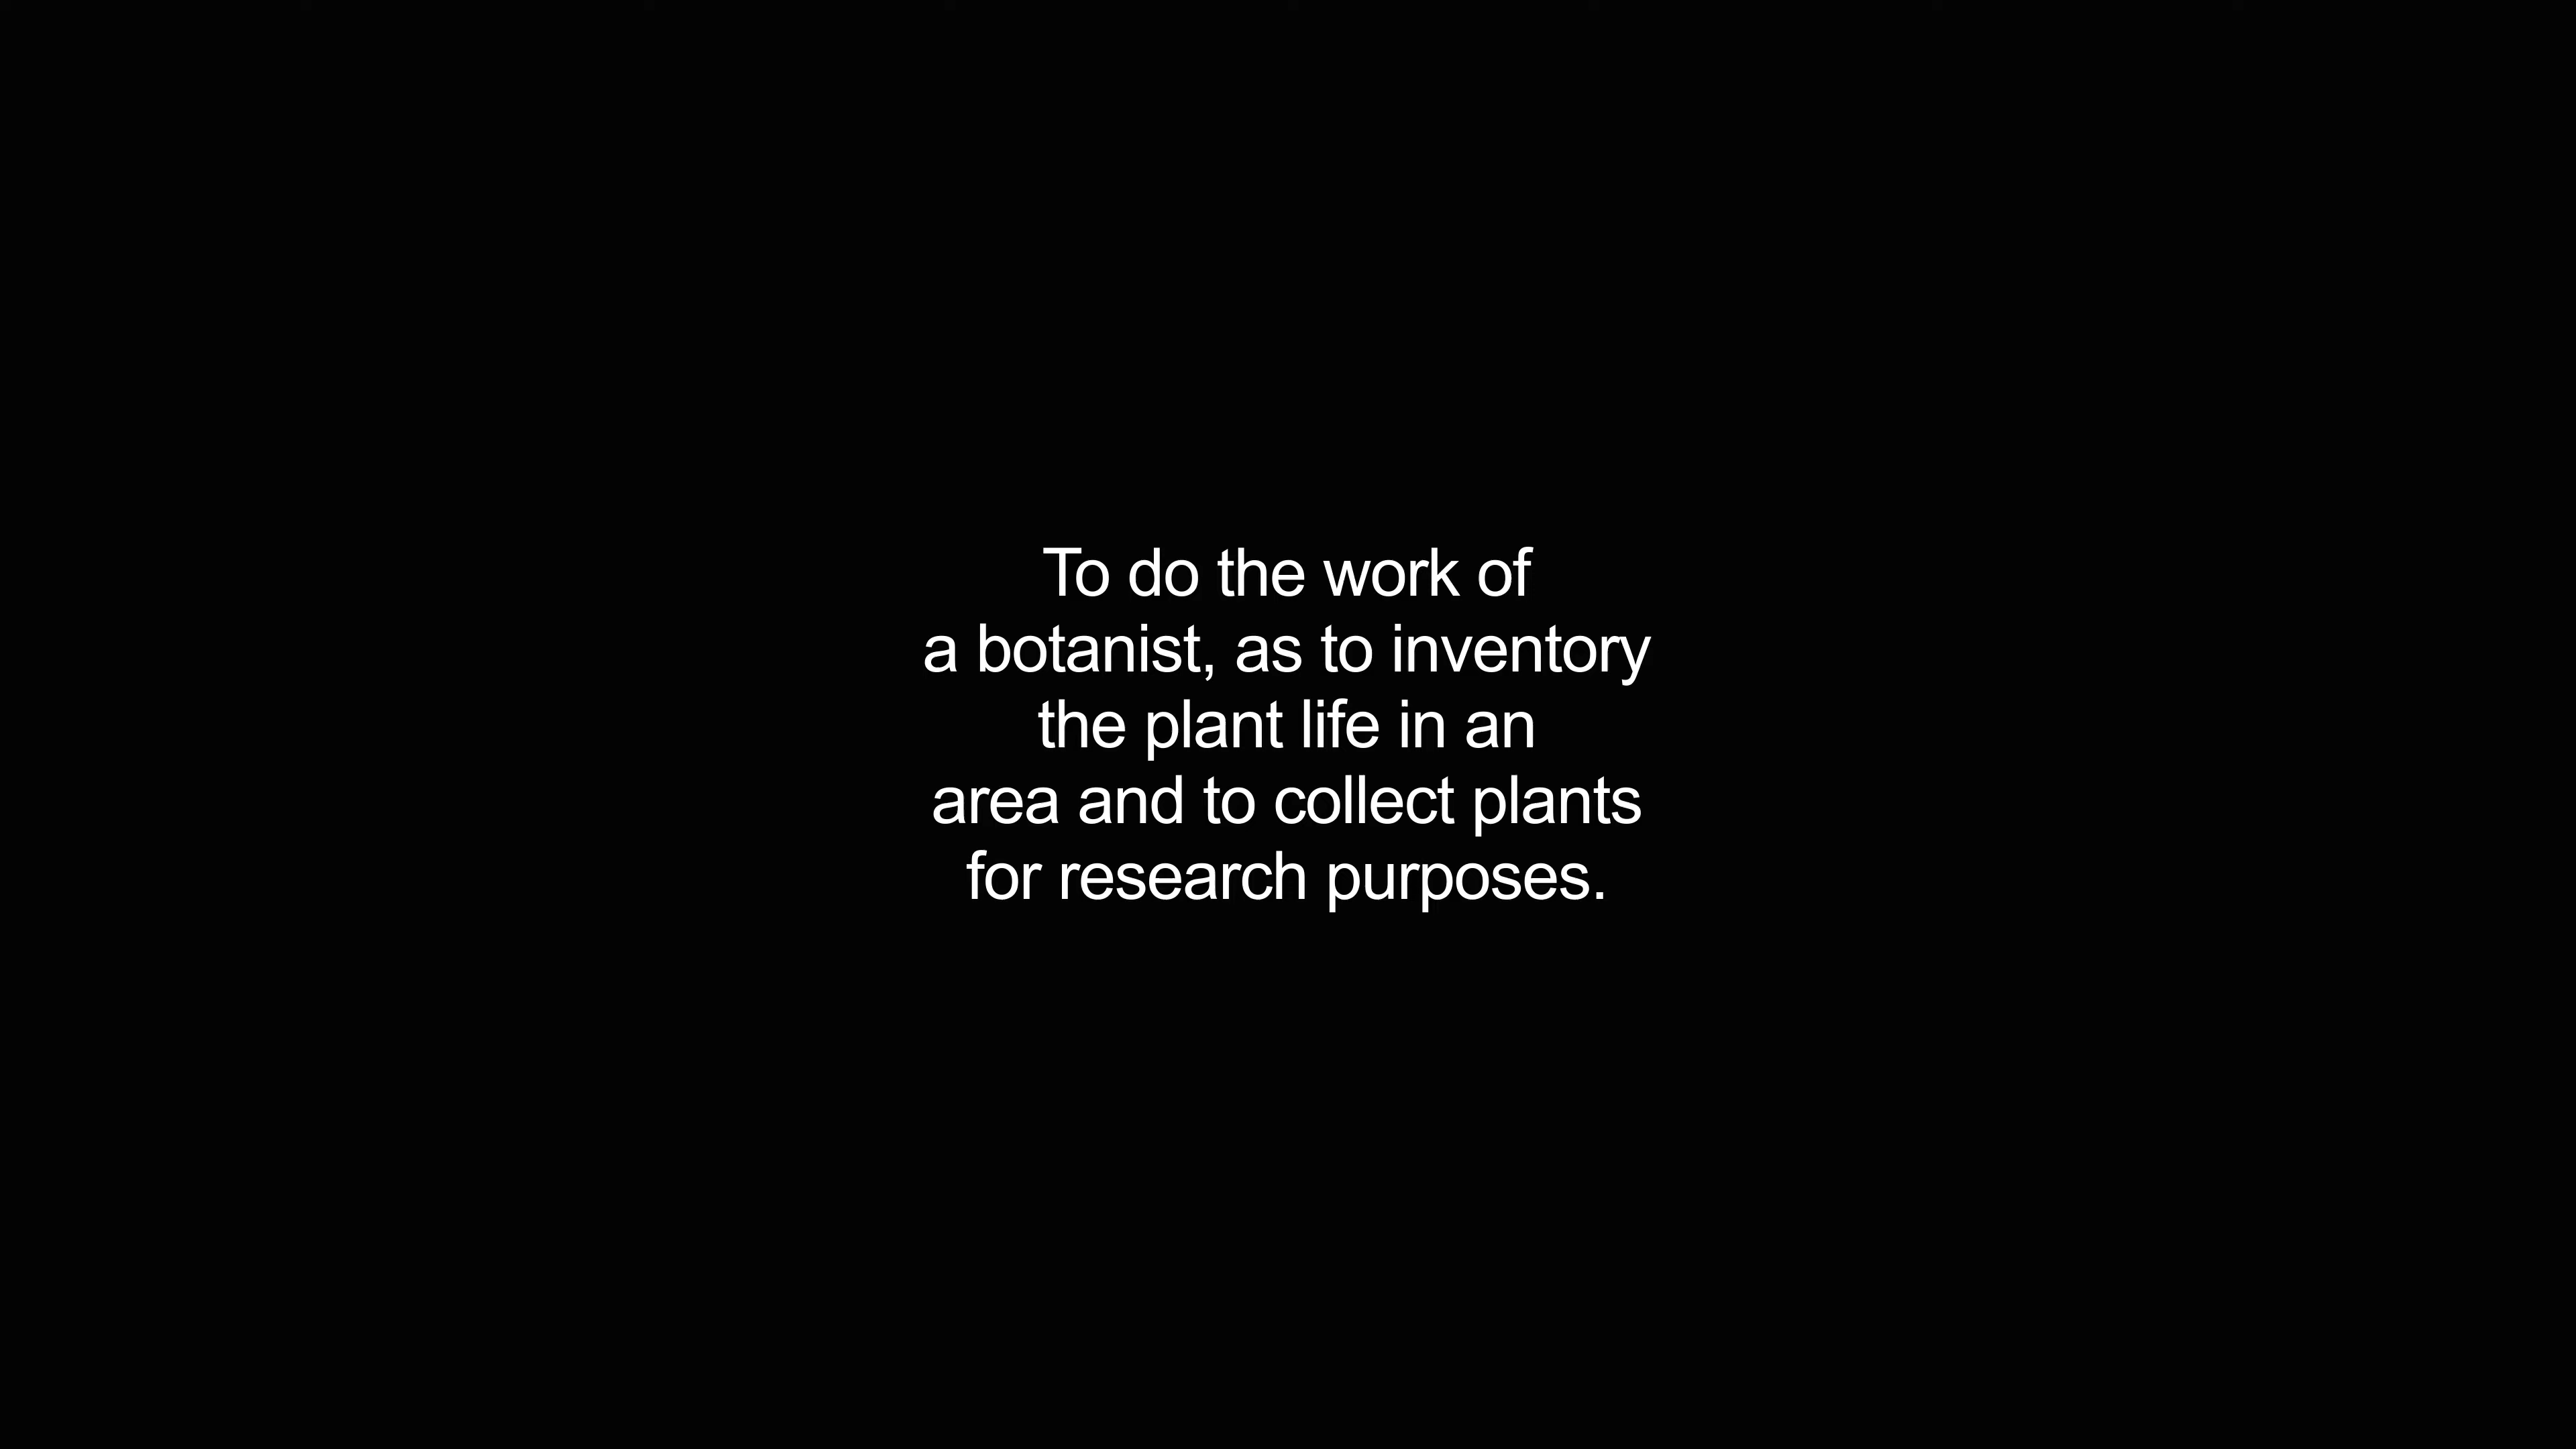 To do the work of
a botanist, as to inventory
the plant life in an
area and to collect plants
for research purposes.